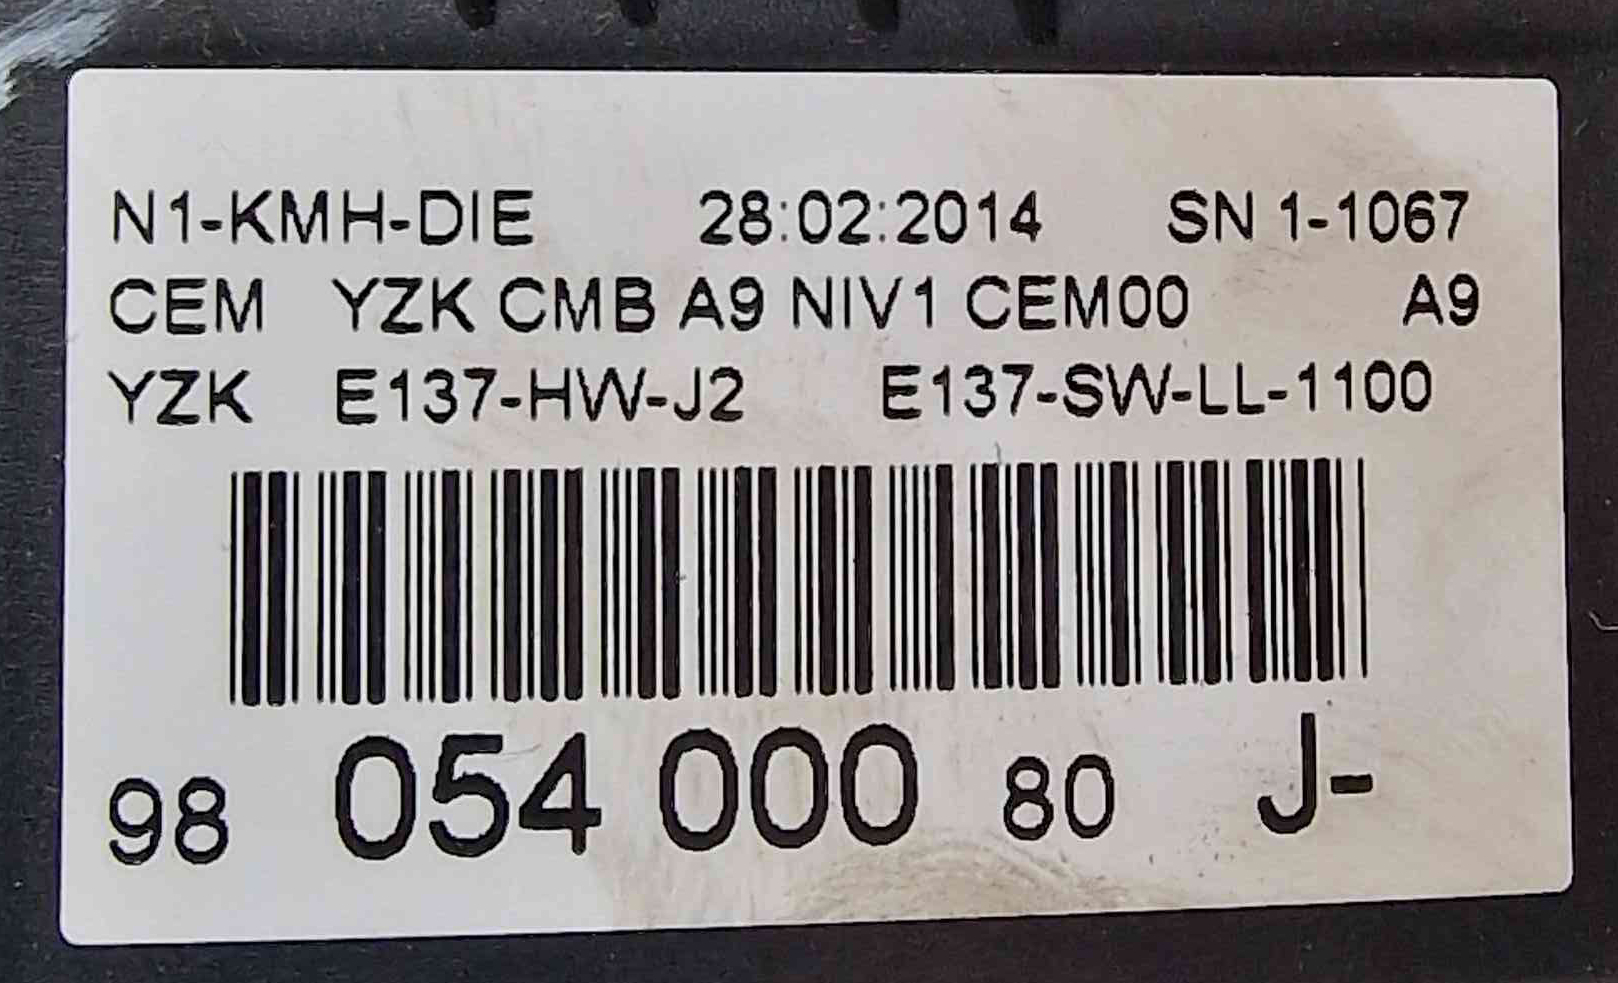 N1-KMH-DIE 28:02:2014 SN 1-1067
CEM YZK CMB A9 NIV1 CEM00 A9
YZK E137-HW-J2 E137-SW-LL-1100
98 054 000 80 J-